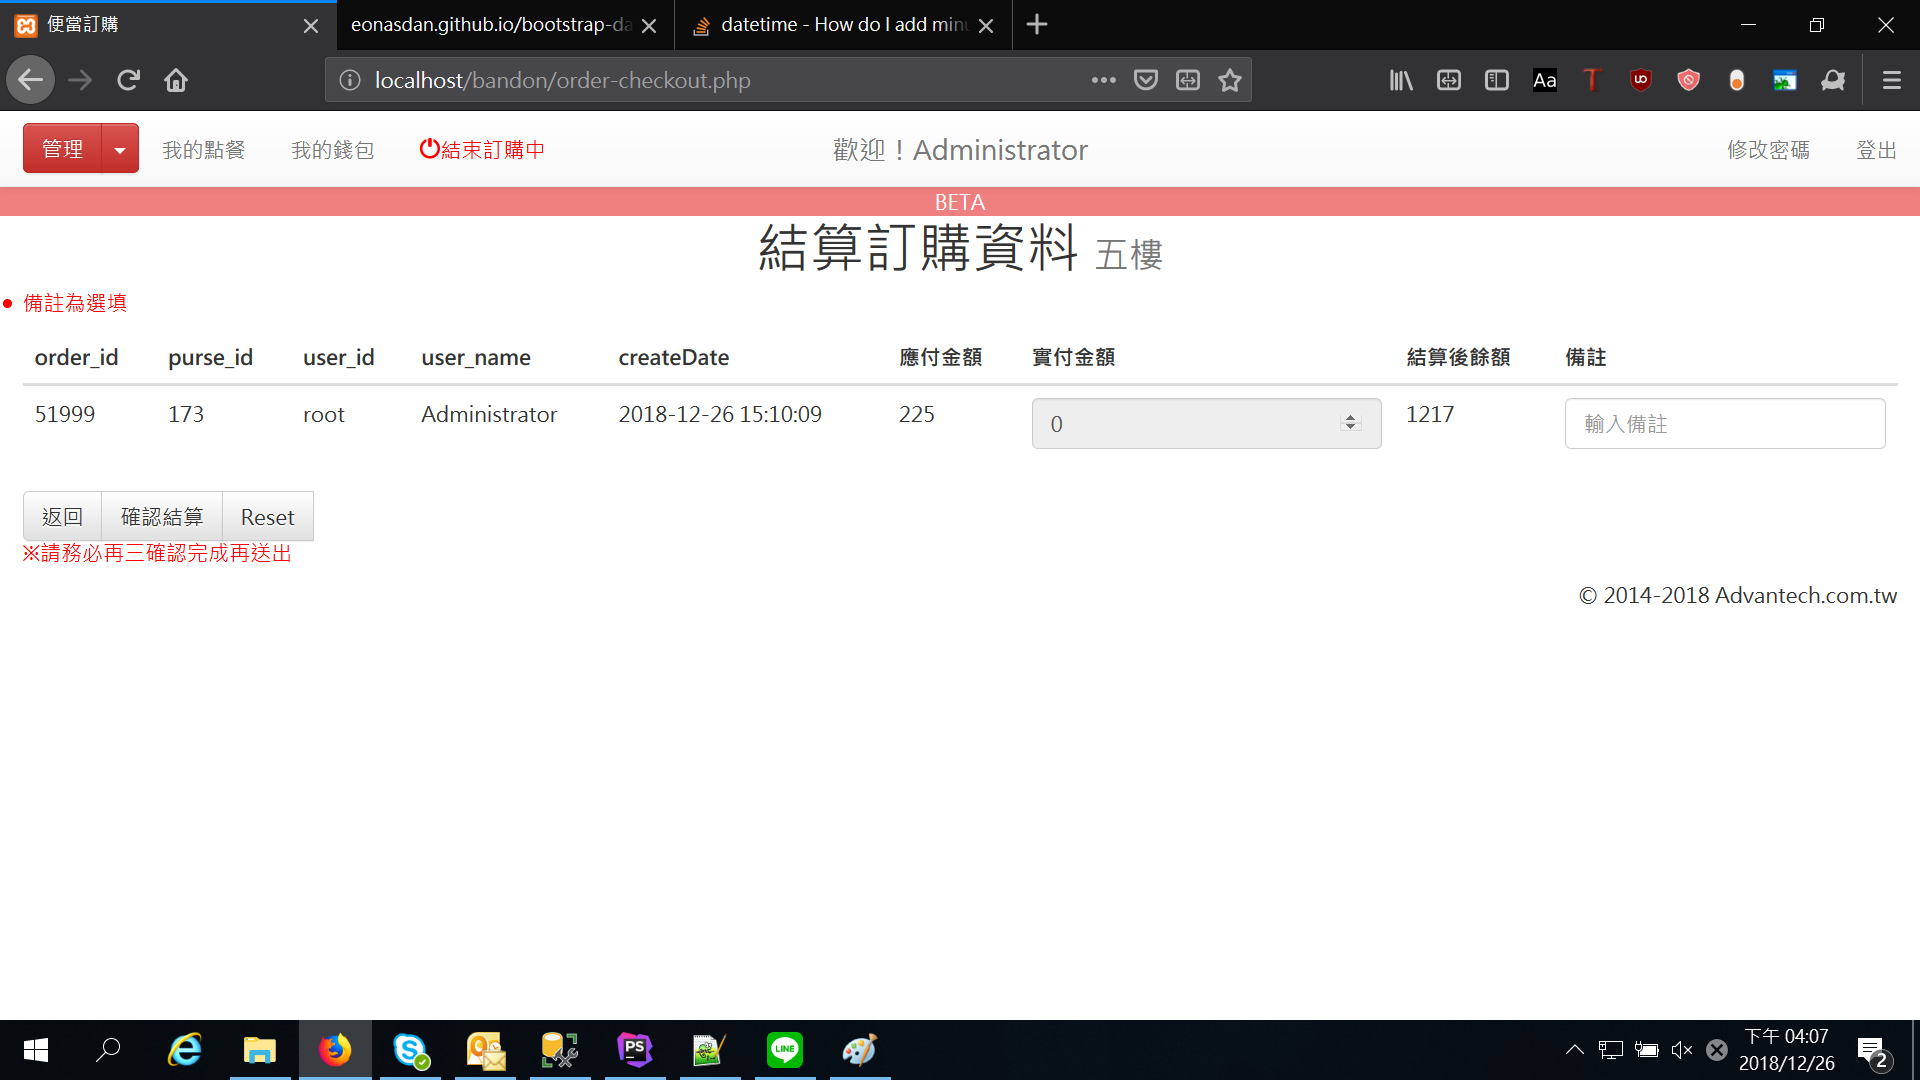 便當訂購
eonasdan.github.io/bootstrap-da
datetime - How do I add minu
localhost/bandon/order-checkout.php
Aa
管理 我的點餐 我的錢包 結束訂購中 歡迎！Administrator 修改密碼 登出
BETA
結算訂購資料 五樓
備註為選填
order_id purse_id user_id user_name createDate 應付金額 實付金額 結算後餘額 備註
51999 173 root Administrator 2018-12-26 15:10:09 225 0 1217 輸入備註
返回 確認結算 Reset
※請務必再三確認完成再送出
© 2014-2018 Advantech.com.tw
PS
LINE
下午 04:07
2018/12/26
2